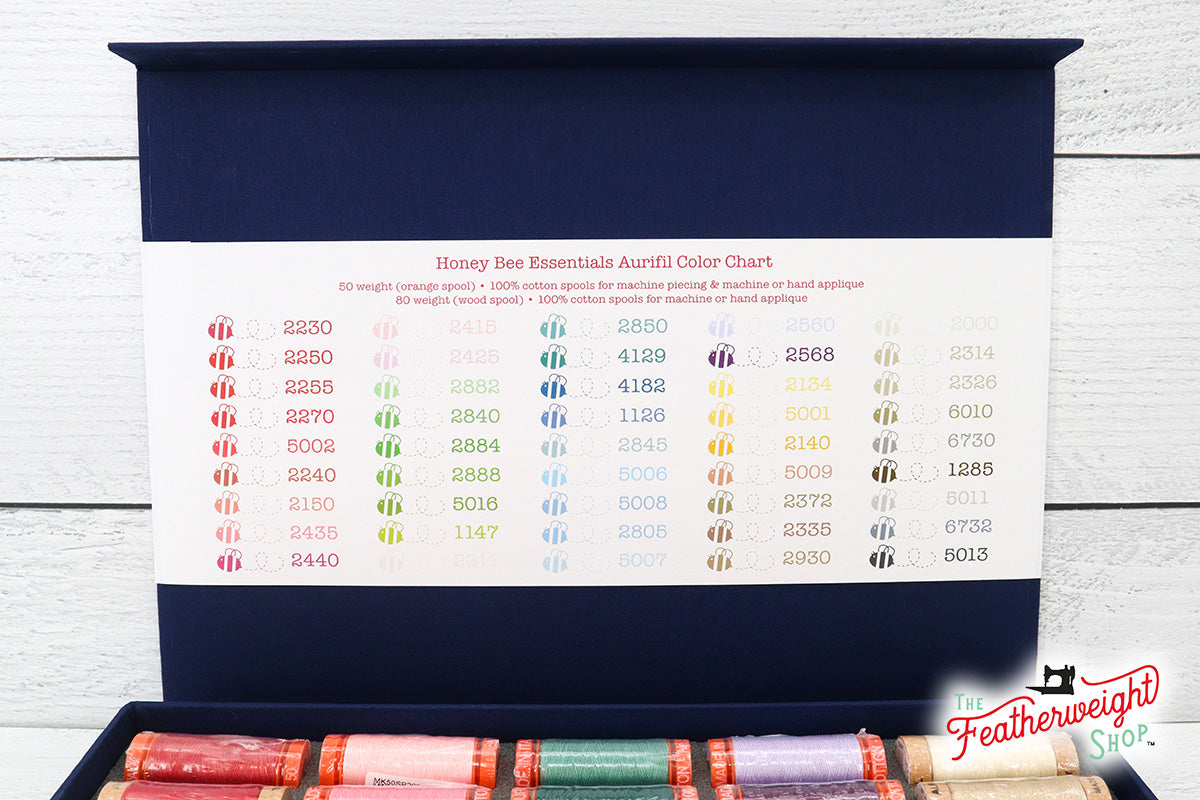 Honey Bee Essentials Aurifil Color Chart
50 weight (orange spool) • 100% cotton spools for machine piecing & machine or hand applique
80 weight (wood spool) • 100% cotton spools for machine or hand applique
2230 2415 2850 2560 2000
2250 2425 4129 2568 2314
2255 2882 4182 2134 2326
2270 2840 1126 5001 6010
5002 2884 2845 2140 6730
2240 2888 5006 5009 1285
2150 5016 5008 2372 5011
2435 1147 2805 2335 6732
2440 2311 5007 2930 5013
THE
Featherweight
SHOP™
50